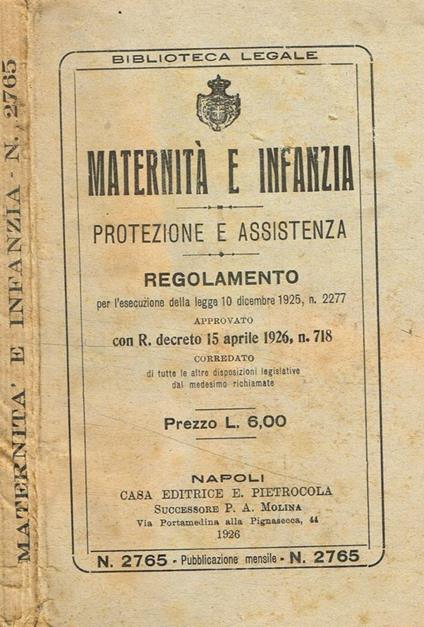 MATERNITA' E INFANZIA - N. 2765
BIBLIOTECA LEGALE
MATERNITÀ E INFANZIA
PROTEZIONE E ASSISTENZA
REGOLAMENTO
per l'esecuzione della legge 10 dicembre 1925, n. 2277
APPROVATO
con R. decreto 15 aprile 1926, n. 718
CORREDATO
di tutte le altre disposizioni legislative
dal medesimo richiamate
Prezzo L. 6,00
NAPOLI
CASA EDITRICE E. PIETROCOLA
SUCCESSORE P. A. MOLINA
Via Portamedina alla Pignasecca, 44
1926
N. 2765 - Pubblicazione mensile - N. 2765